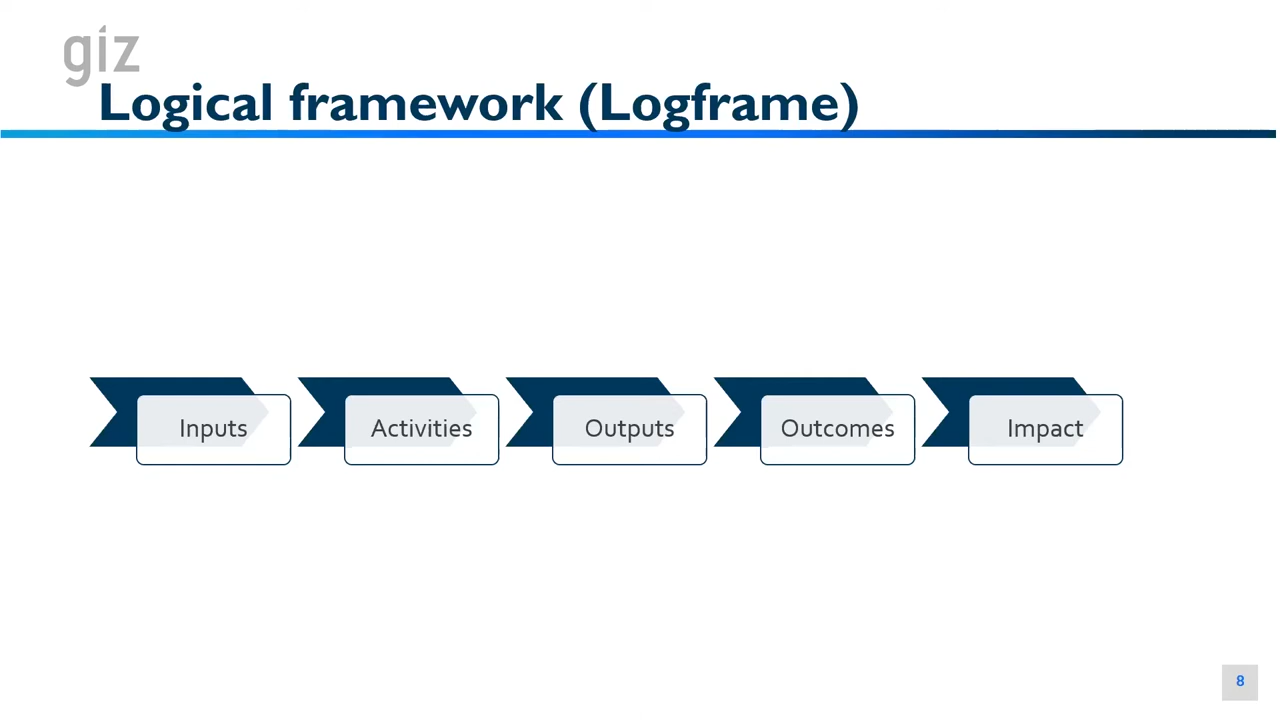 giz
Logical framework (Logframe)
Inputs
Activities
Outputs
Outcomes
Impact
8